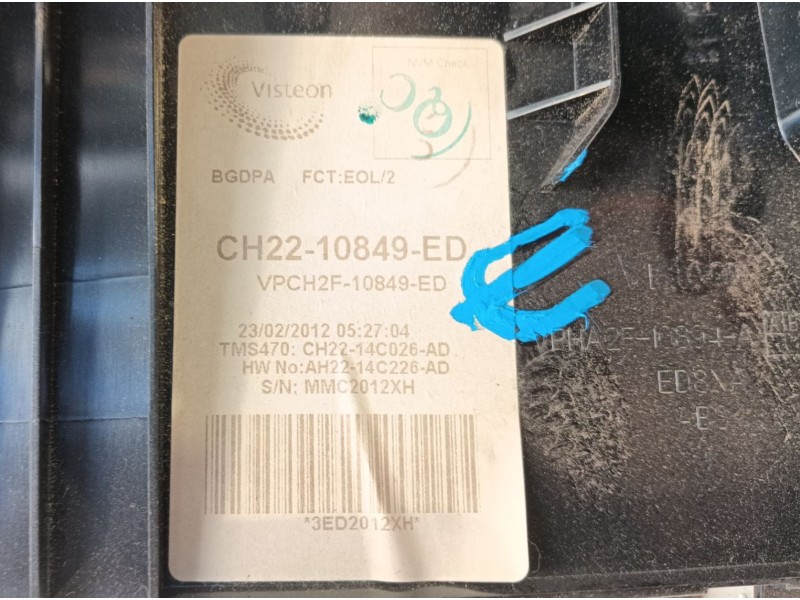 NVM Check
Visteon
BGDPA FCT:EOL/2
CH22-10849-ED
VPCH2F-10849-ED
23/02/2012 05:27:04
TMS470: CH22-14C026-AD
HW No:AH22-14C226-AD
S/N: MMC2012XH
*3ED2012XH*
€